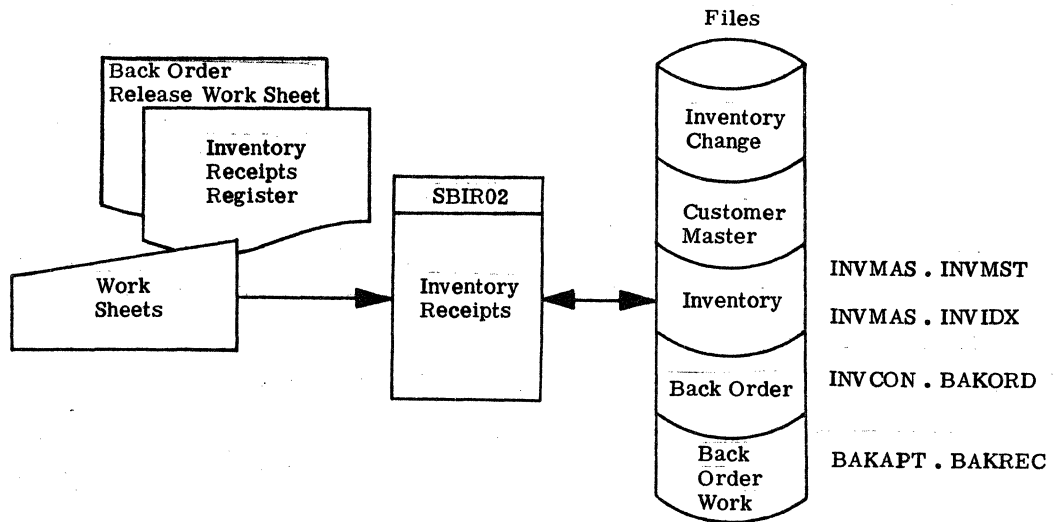 Files
Back Order
Release Work Sheet
Inventory
Receipts
Register
Work
Sheets
SBIR02
Inventory
Receipts
Inventory
Change
Customer
Master
Inventory
Back Order
Back
Order
Work
INVMAS.INVMST
INVMAS.INVIDX
INVCON.BAKORD
BAKAPT.BAKREC